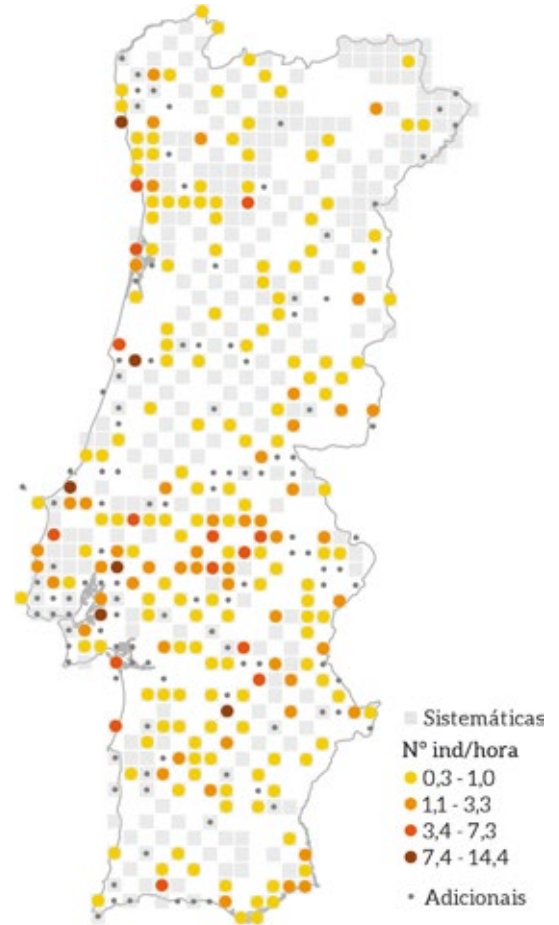 Sistemáticas
Nº ind/hora
0,3 - 1,0
1,1 - 3,3
3,4 - 7,3
7,4 - 14,4
Adicionais